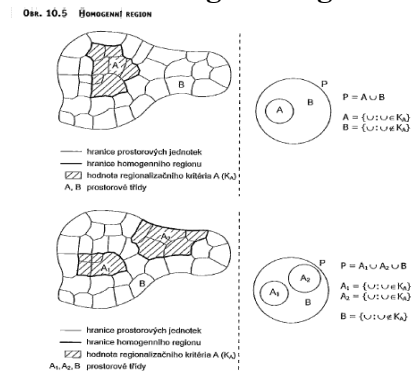 OBR. 10.5 HOMOGENNÍ REGION
A
B
P
A
B
P = A ∪ B
A = {∪:∪∈K_A}
B = {∪:∪∉K_A}
hranice prostorových jednotek
hranice homogenního regionu
hodnota regionalizačního kritéria A (K_A)
A, B prostorové třídy
A₂
A₁
B
P
A₂
A₁
B
P = A₁ ∪ A₂ ∪ B
A₁ = {∪:∪∈K_A}
A₂ = {∪:∪∈K_A}
B = {∪:∪∉K_A}
hranice prostorových jednotek
hranice homogenního regionu
hodnota regionalizačního kritéria A (K_A)
A₁, A₂, B prostorové třídy